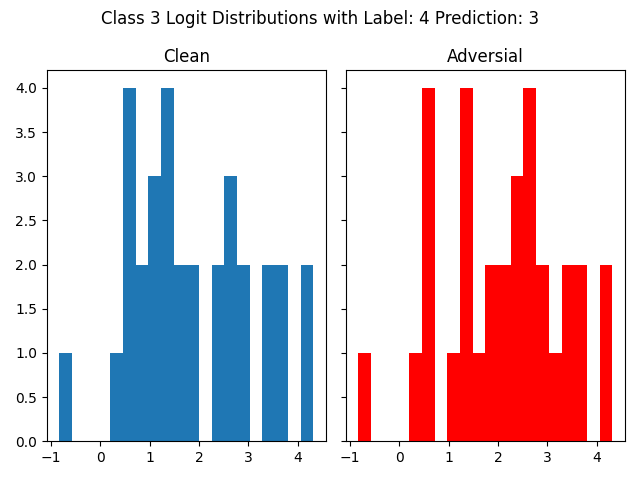 Class 3 Logit Distributions with Label: 4 Prediction: 3
Clean
Adversial
4.0
3.5
3.0
2.5
2.0
1.5
1.0
0.5
0.0
−1 0 1 2 3 4
−1 0 1 2 3 4